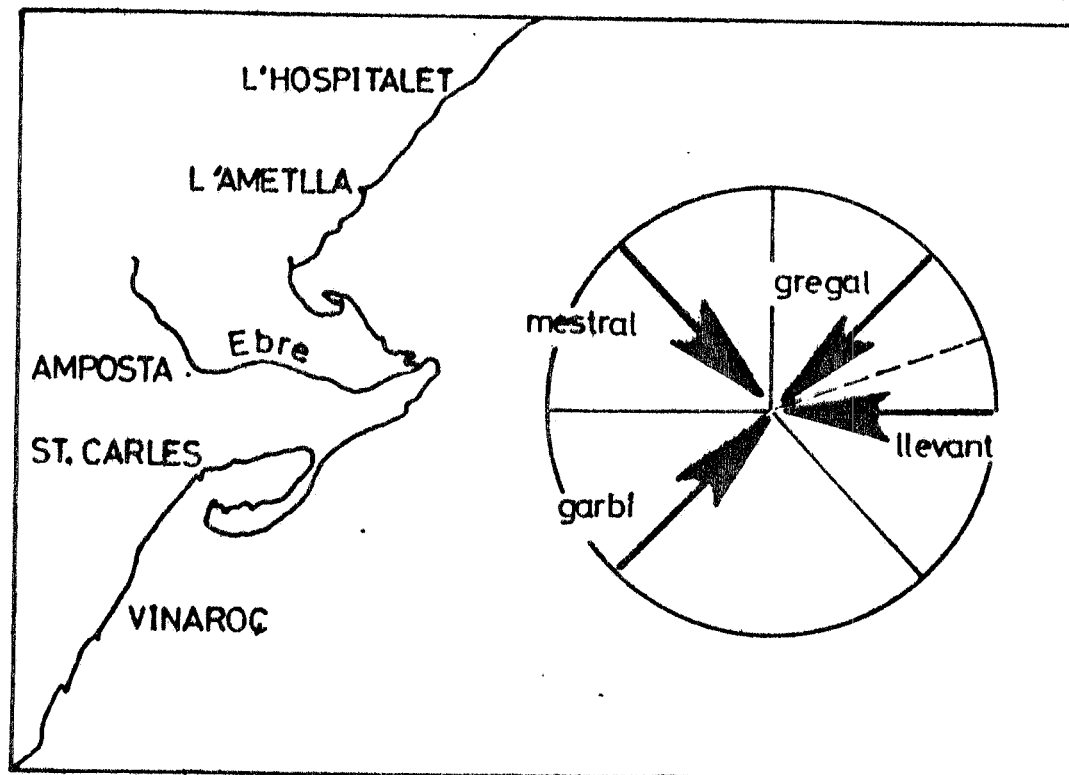 L'HOSPITALET
L'AMETLLA
Ebre
AMPOSTA
ST. CARLES
VINAROÇ
mestral
gregal
llevant
garbí